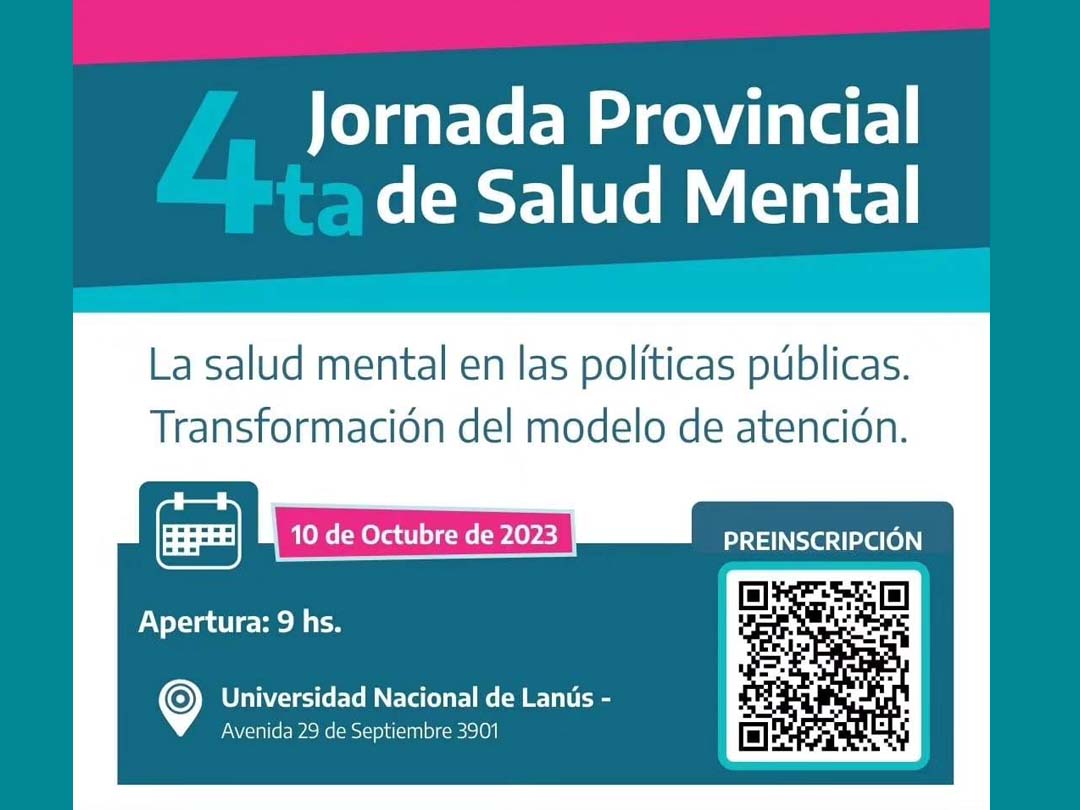 4ta Jornada Provincial
de Salud Mental
La salud mental en las políticas públicas.
Transformación del modelo de atención.
10 de Octubre de 2023
PREINSCRIPCIÓN
Apertura: 9 hs.
Universidad Nacional de Lanús -
Avenida 29 de Septiembre 3901